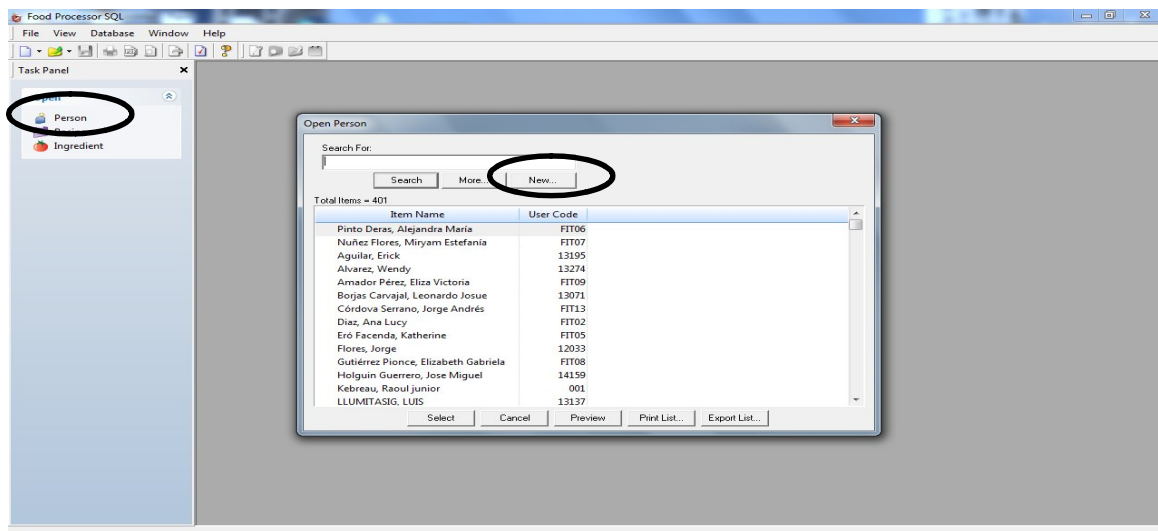 Food Processor SQL
File View Database Window Help
Task Panel
Open
Person
Recipe
Ingredient
Open Person
Search For:
Search More... New...
Total Items = 401
Item Name User Code
Pinto Deras, Alejandra María FIT06
Nuñez Flores, Miryam Estefanía FIT07
Aguilar, Erick 13195
Alvarez, Wendy 13274
Amador Pérez, Eliza Victoria FIT09
Borjas Carvajal, Leonardo Josue 13071
Córdova Serrano, Jorge Andrés FIT13
Diaz, Ana Lucy FIT02
Eró Facenda, Katherine FIT05
Flores, Jorge 12033
Gutiérrez Pionce, Elizabeth Gabriela FIT08
Holguin Guerrero, Jose Miguel 14159
Kebreau, Raoul junior 001
LLUMITASIG, LUIS 13137
Select Cancel Preview Print List... Export List...